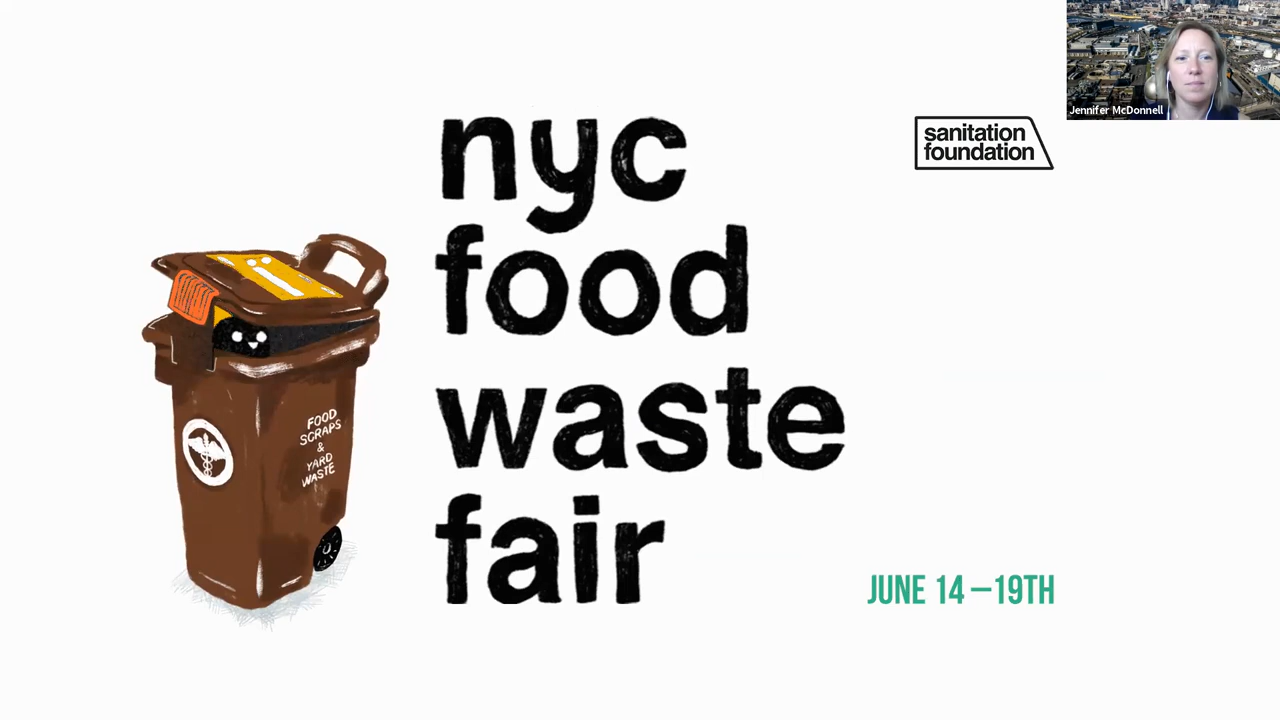 Jennifer McDonnell
sanitation
foundation
nyc
food
waste
fair
FOOD
SCRAPS
&
YARD
WASTE
JUNE 14 – 19TH